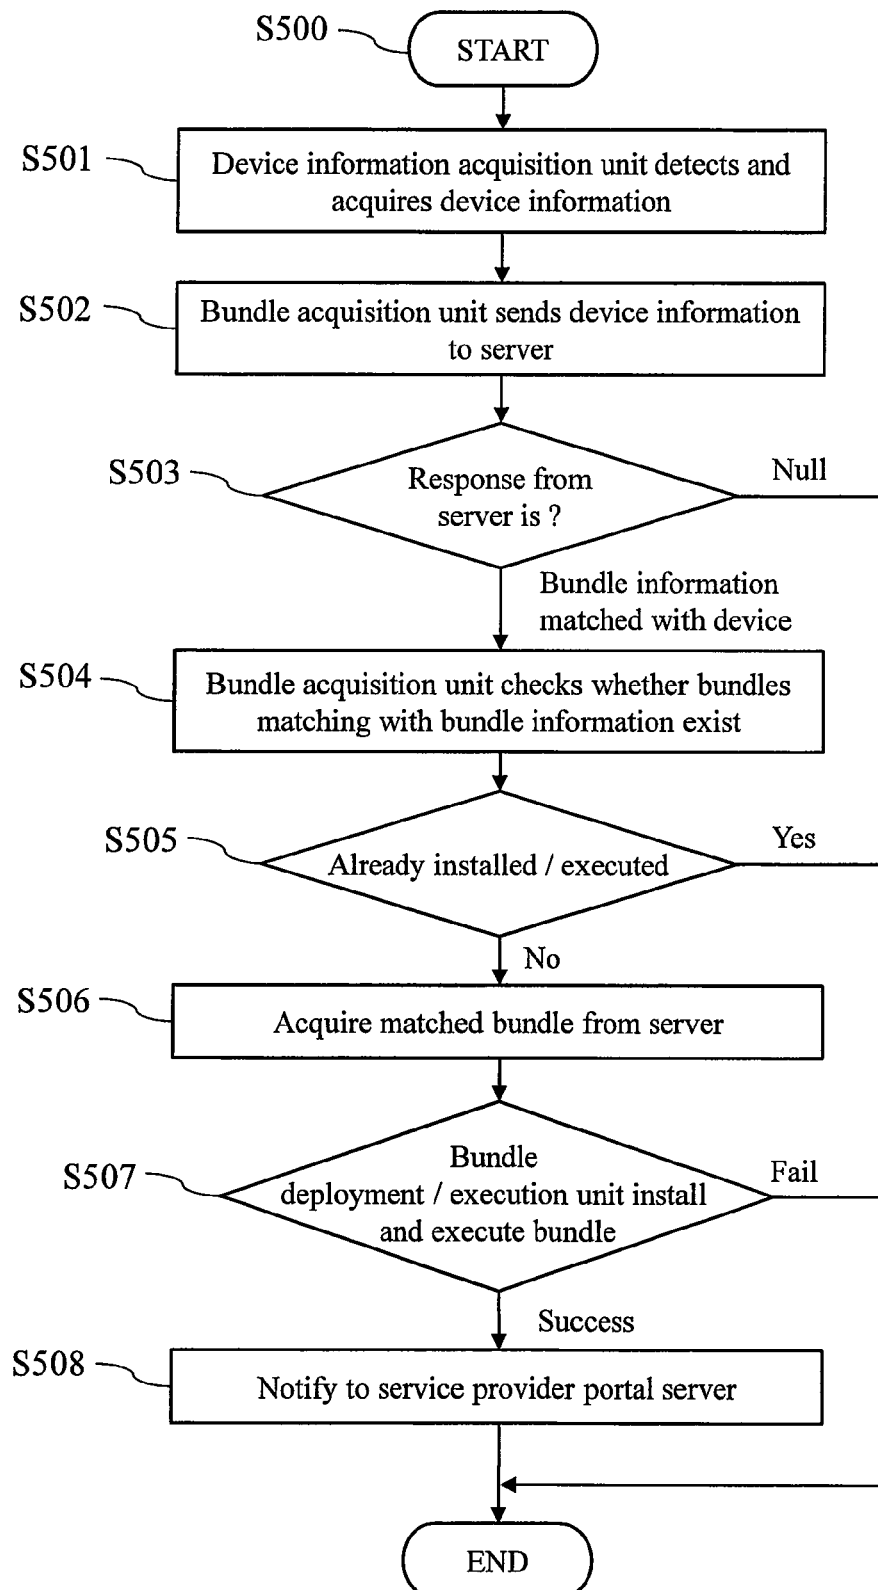 S500
START
S501
Device information acquisition unit detects and
acquires device information
S502
Bundle acquisition unit sends device information
to server
S503
Response from
server is ?
Null
Bundle information
matched with device
S504
Bundle acquisition unit checks whether bundles
matching with bundle information exist
S505
Already installed / executed
Yes
No
S506
Acquire matched bundle from server
S507
Bundle
deployment / execution unit install
and execute bundle
Fail
Success
S508
Notify to service provider portal server
END